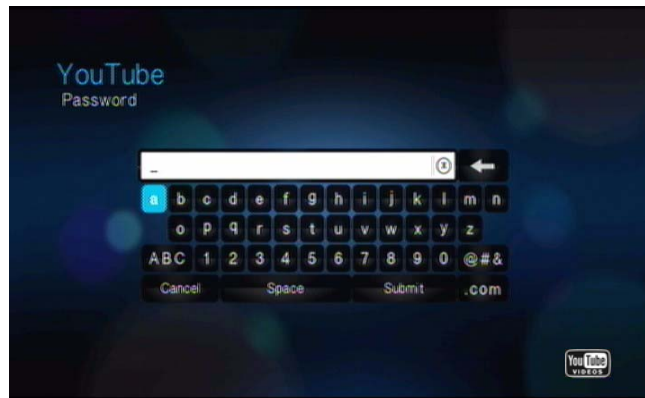 YouTube
Password
_
a b c d e f g h i j k l m n
o p q r s t u v w x y z
ABC 1 2 3 4 5 6 7 8 9 0 @#&
Cancel Space Submit .com
You Tube
VIDEOS